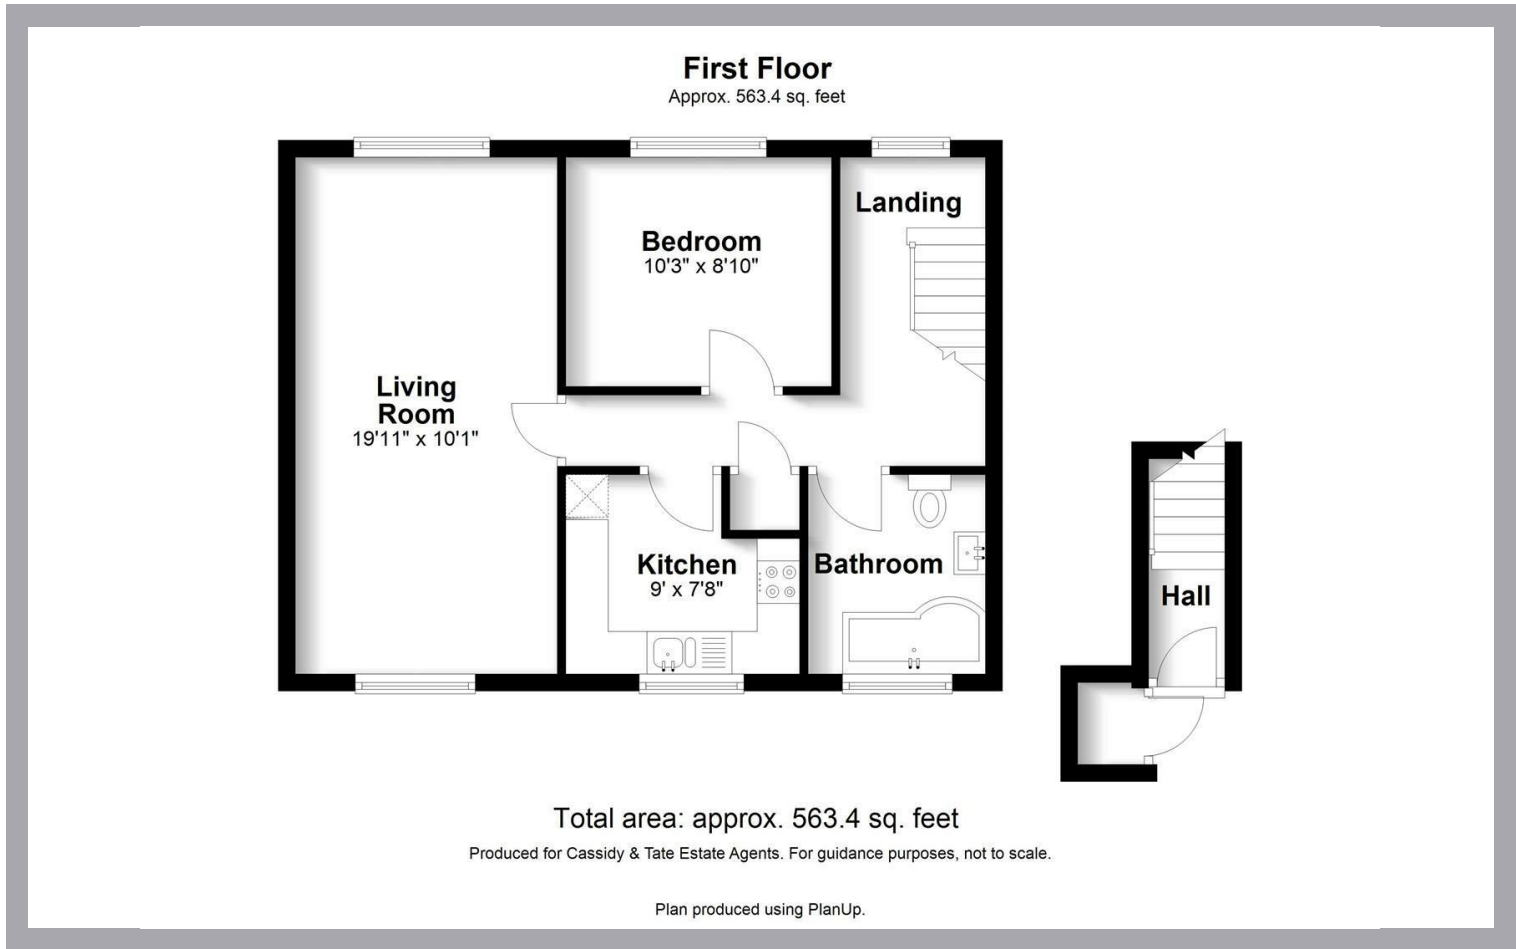 First Floor
Approx. 563.4 sq. feet
Landing
Bedroom
10'3" x 8'10"
Living
Room
19'11" x 10'1"
Kitchen
9' x 7'8"
Bathroom
Hall
Total area: approx. 563.4 sq. feet
Produced for Cassidy & Tate Estate Agents. For guidance purposes, not to scale.
Plan produced using PlanUp.